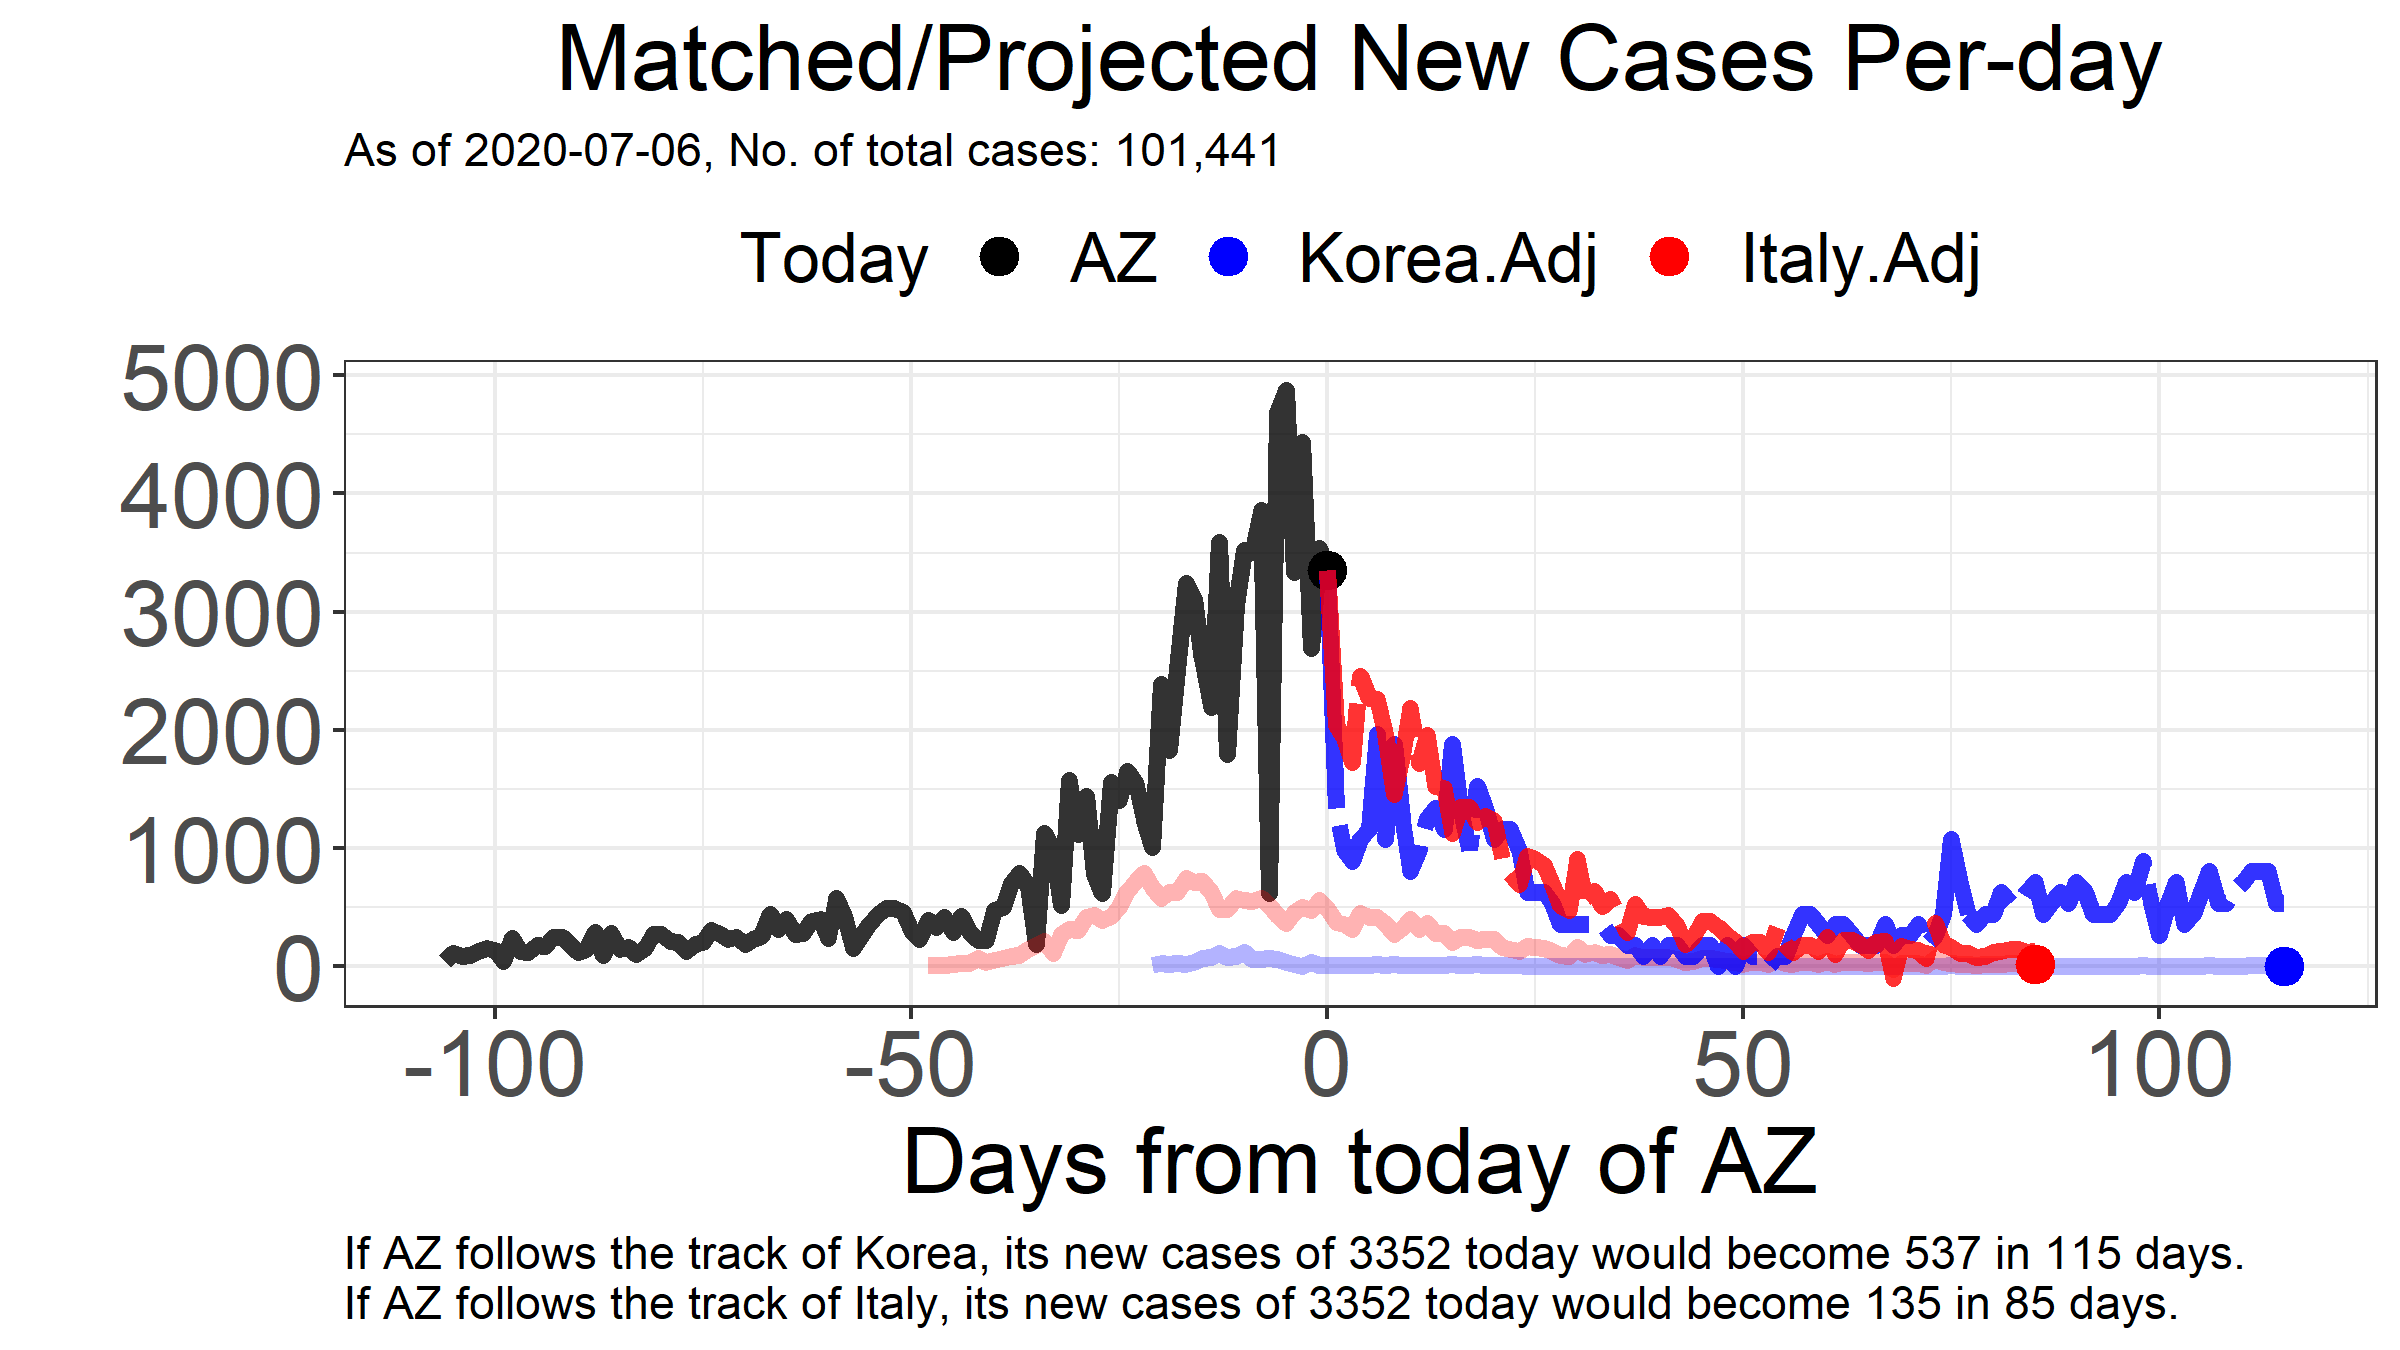 Matched/Projected New Cases Per-day
As of 2020-07-06, No. of total cases: 101,441
Today AZ Korea.Adj Italy.Adj
5000
4000
3000
2000
1000
0
-100 -50 0 50 100
Days from today of AZ
If AZ follows the track of Korea, its new cases of 3352 today would become 537 in 115 days.
If AZ follows the track of Italy, its new cases of 3352 today would become 135 in 85 days.